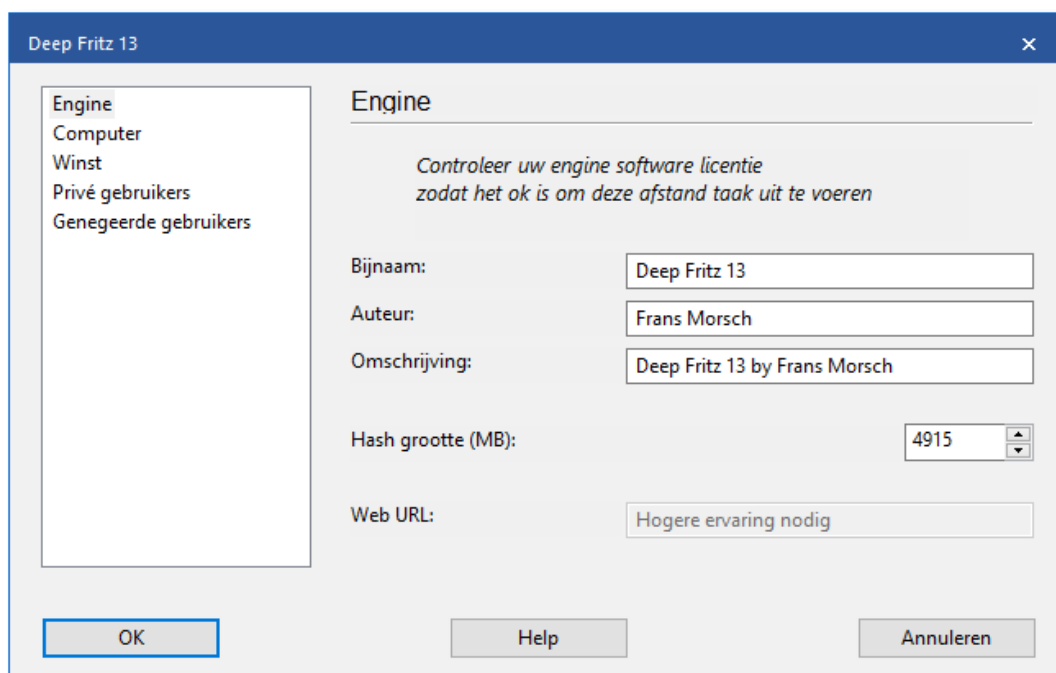 Deep Fritz 13
Engine
Computer
Winst
Privé gebruikers
Genegeerde gebruikers
Engine
Controleer uw engine software licentie
zodat het ok is om deze afstand taak uit te voeren
Bijnaam: Deep Fritz 13
Auteur: Frans Morsch
Omschrijving: Deep Fritz 13 by Frans Morsch
Hash grootte (MB): 4915
Web URL: Hogere ervaring nodig
OK Help Annuleren